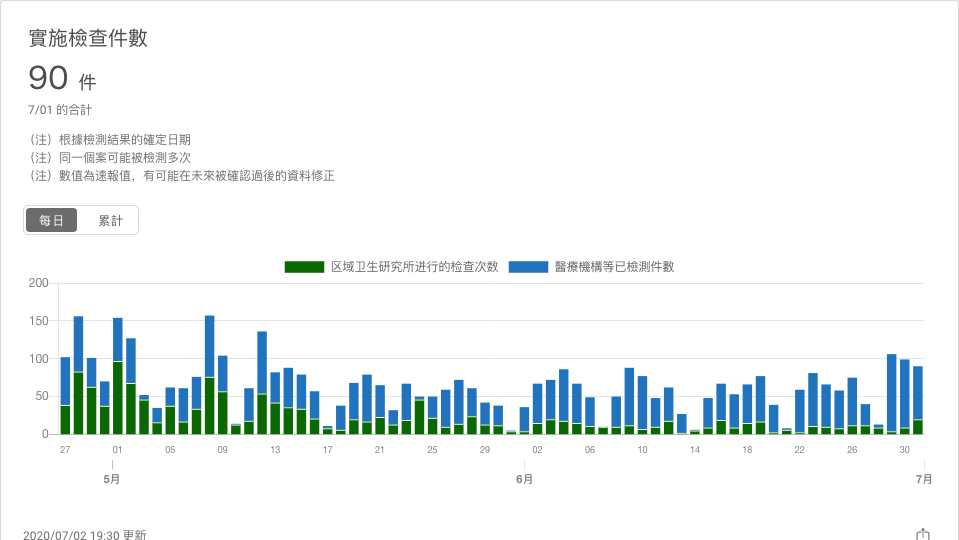 實施檢查件數
90 件
7/01 的合計
（注）根據檢測結果的確定日期
（注）同一個案可能被檢測多次
（注）數值為速報值，有可能在未來被確認過後的資料修正
每日 累計
区域卫生研究所进行的检查次数 醫療機構等已檢測件數
200
150
100
50
0
27 01 05 09 13 17 21 25 29 02 06 10 14 18 22 26 30
5月 6月 7月
2020/07/02 19:30 更新